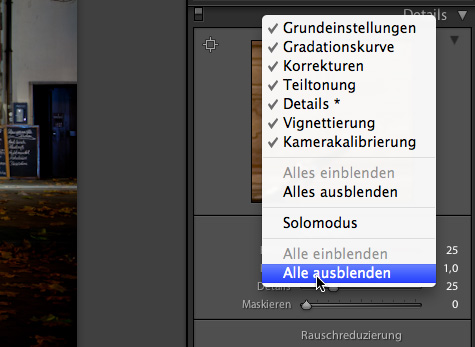 Details
Grundeinstellungen
Gradationskurve
Korrekturen
Teiltonung
Details *
Vignettierung
Kamerakalibrierung
Alles einblenden
Alles ausblenden
Solomodus
Alle einblenden
Alle ausblenden
25
1,0
Details 25
Maskieren 0
Rauschreduzierung